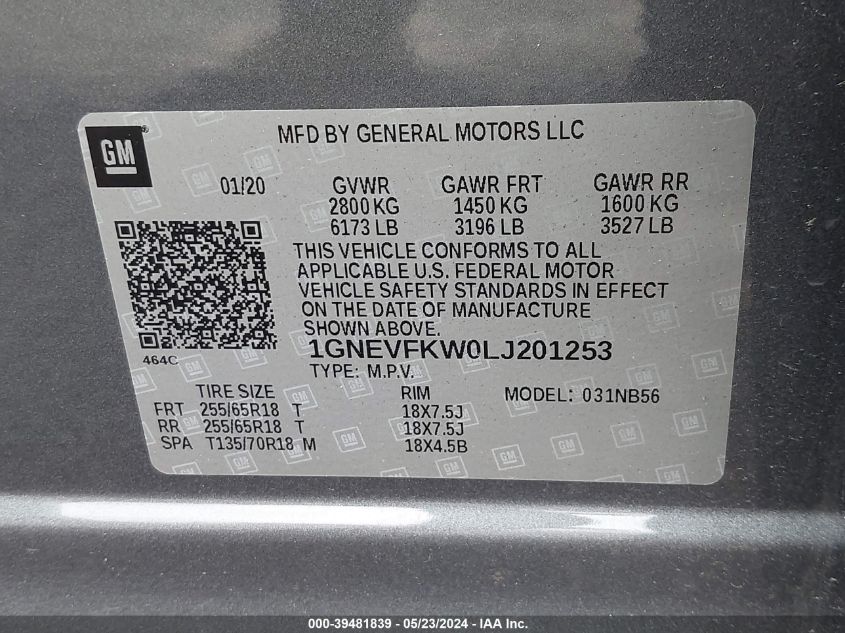 GM ®
MFD BY GENERAL MOTORS LLC
01/20 GVWR GAWR FRT GAWR RR
2800 KG 1450 KG 1600 KG
6173 LB 3196 LB 3527 LB
THIS VEHICLE CONFORMS TO ALL
APPLICABLE U.S. FEDERAL MOTOR
VEHICLE SAFETY STANDARDS IN EFFECT
ON THE DATE OF MANUFACTURE
SHOWN ABOVE.
464C
1GNEVFKW0LJ201253
TYPE: M.P.V.
TIRE SIZE RIM MODEL: 031NB56
FRT 255/65R18 T 18X7.5J
RR 255/65R18 T 18X7.5J
SPA T135/70R18 M 18X4.5B
000-39481839 - 05/23/2024 - IAA Inc.